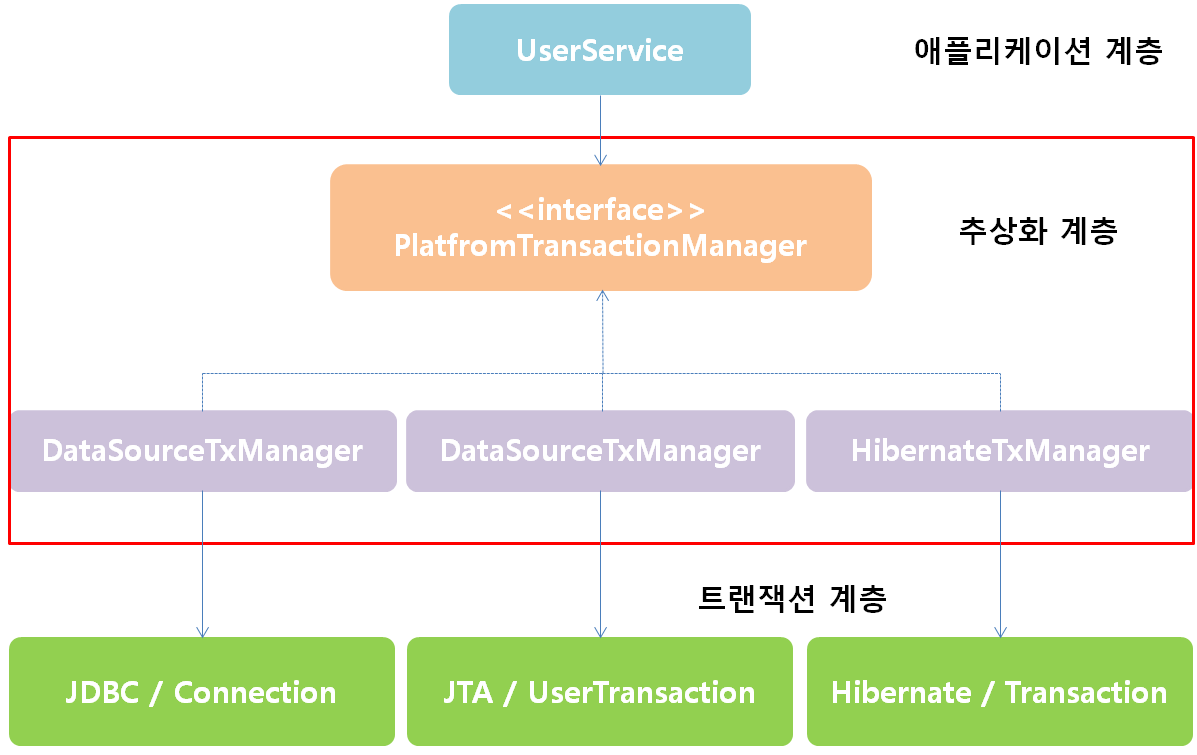 UserService
애플리케이션 계층
<<interface>>
PlatfromTransactionManager
추상화 계층
DataSourceTxManager
DataSourceTxManager
HibernateTxManager
트랜잭션 계층
JDBC / Connection
JTA / UserTransaction
Hibernate / Transaction